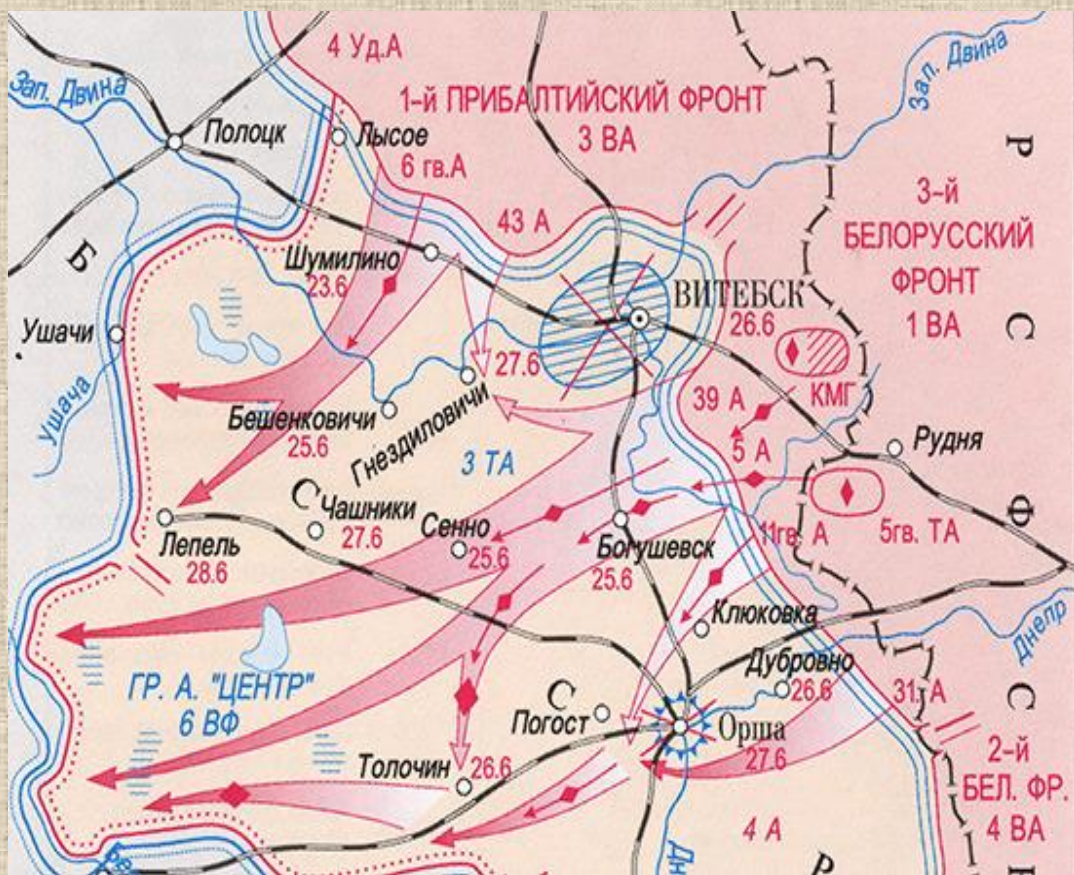 4 Уд.А
Зап. Двина
Зап. Двина
1-й ПРИБАЛТИЙСКИЙ ФРОНТ
3 ВА
Полоцк
Лысое
6 гв.А
Р
3-й
БЕЛОРУССКИЙ
ФРОНТ
1 ВА
43 А
Б
Шумилино
23.6
ВИТЕБСК
26.6
С
Ушачи
Ушача
27.6
КМГ
39 А
Бешенковичи
25.6
Гнездиловичи
5 А
Рудня
3 ТА
С
Чашники
27.6
Сенно
25.6
Лепель
28.6
Богушевск
25.6
11гв. А
5гв. ТА
Ф
Клюковка
Днепр
Дубровно
26.6
ГР. А. "ЦЕНТР"
6 ВФ
С
Погост
Орша
27.6
31 А
С
2-й
БЕЛ. ФР.
4 ВА
Толочин
26.6
4 А
Дн
Р